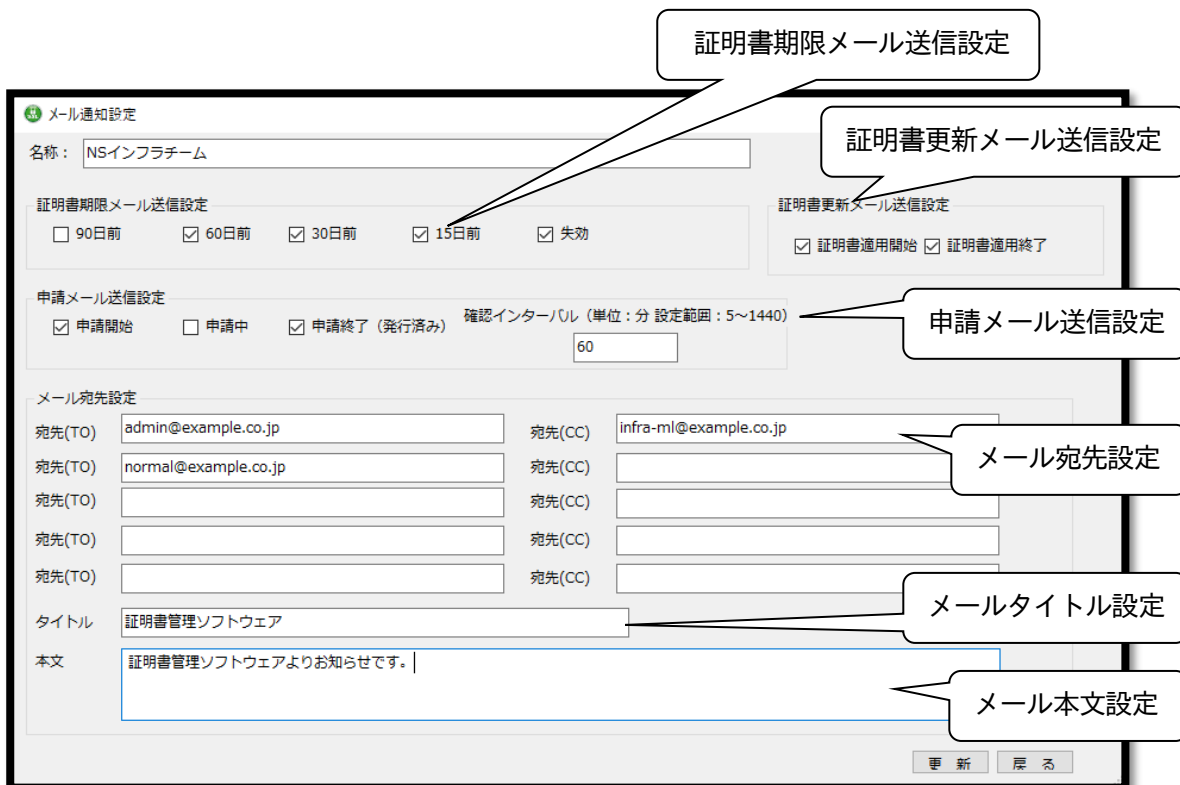 証明書期限メール送信設定
メール通知設定
証明書更新メール送信設定
名称： NSインフラチーム
証明書期限メール送信設定
90日前 60日前 30日前 15日前 失効
証明書更新メール送信設定
証明書適用開始 証明書適用終了
申請メール送信設定
申請開始 申請中 申請終了（発行済み）
確認インターバル（単位：分 設定範囲：5～1440）
60
申請メール送信設定
メール宛先設定
宛先(TO) admin@example.co.jp 宛先(CC) infra-ml@example.co.jp
メール宛先設定
宛先(TO) normal@example.co.jp 宛先(CC)
宛先(TO) 宛先(CC)
宛先(TO) 宛先(CC)
宛先(TO) 宛先(CC)
メールタイトル設定
タイトル 証明書管理ソフトウェア
本文 証明書管理ソフトウェアよりお知らせです。
メール本文設定
更 新 戻 る